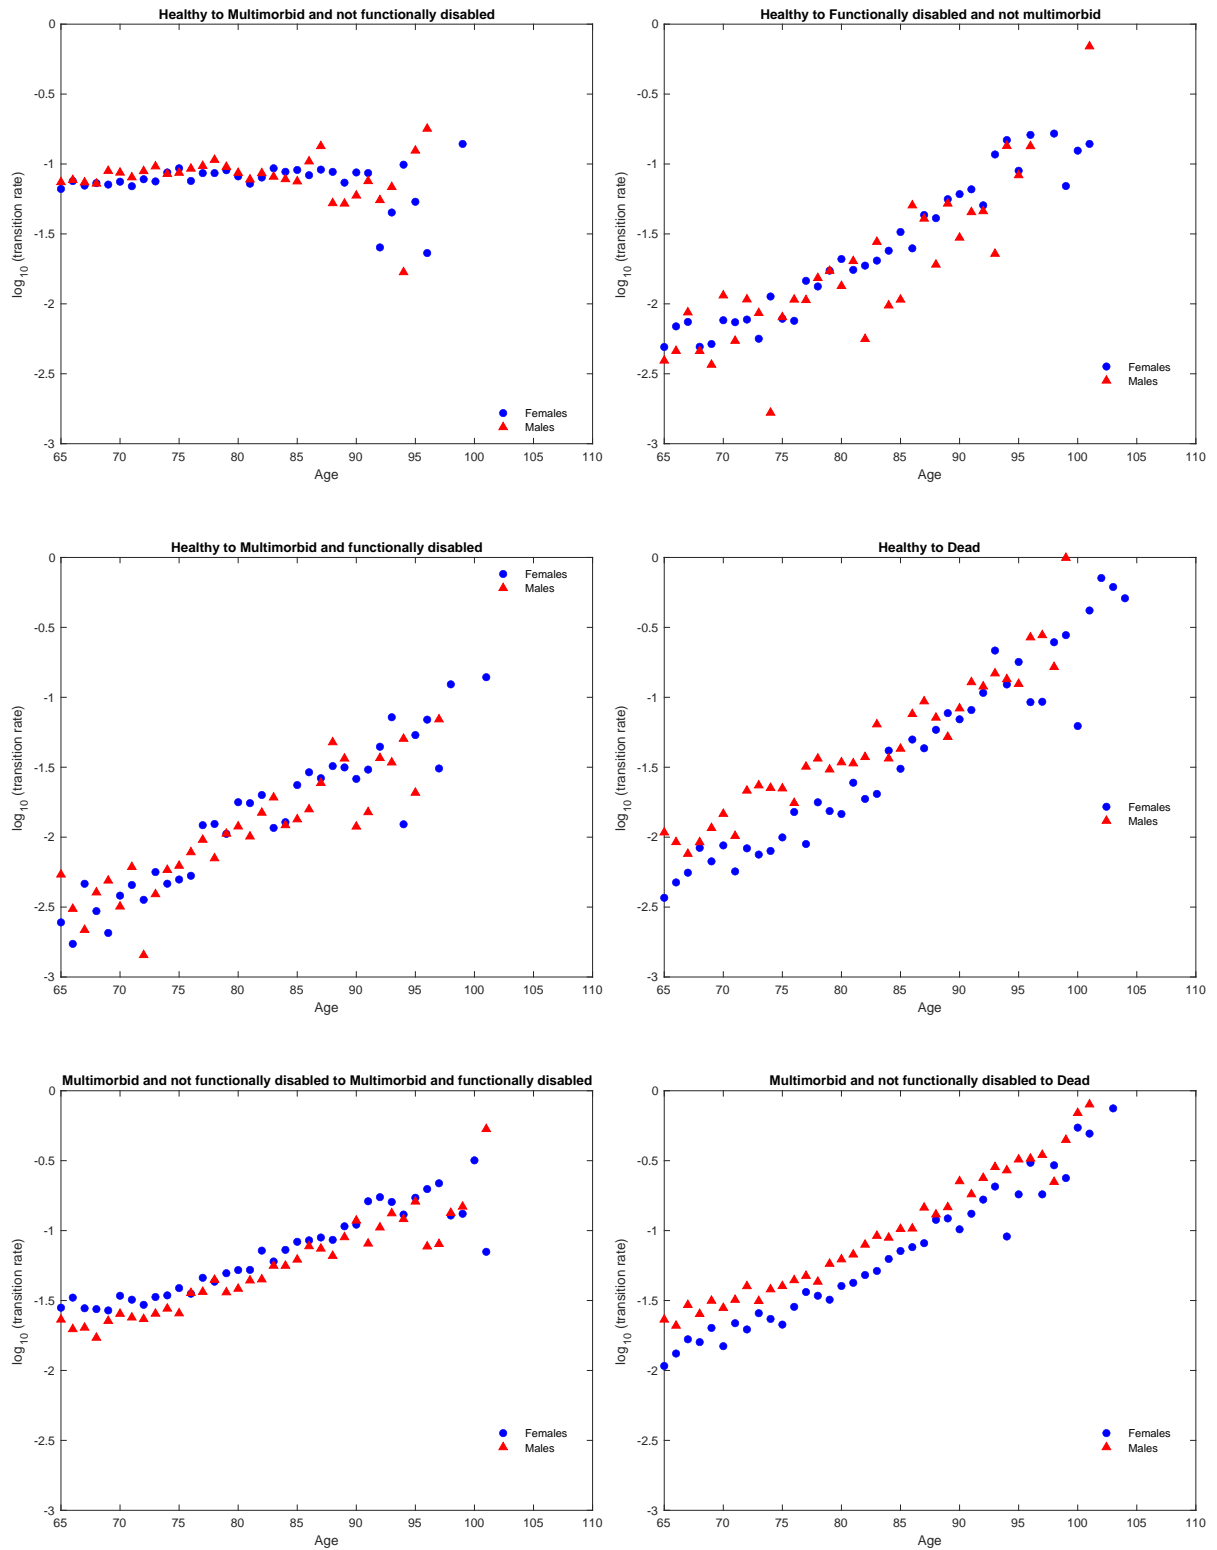 Healthy to Multimorbid and not functionally disabled
0
-0.5
-1
-1.5
-2
-2.5
-3
log10 (transition rate)
65 70 75 80 85 90 95 100 105 110
Age
Females
Males
Healthy to Functionally disabled and not multimorbid
0
-0.5
-1
-1.5
-2
-2.5
-3
log10 (transition rate)
65 70 75 80 85 90 95 100 105 110
Age
Females
Males
Healthy to Multimorbid and functionally disabled
0
-0.5
-1
-1.5
-2
-2.5
-3
log10 (transition rate)
65 70 75 80 85 90 95 100 105 110
Age
Females
Males
Healthy to Dead
0
-0.5
-1
-1.5
-2
-2.5
-3
log10 (transition rate)
65 70 75 80 85 90 95 100 105 110
Age
Females
Males
Multimorbid and not functionally disabled to Multimorbid and functionally disabled
0
-0.5
-1
-1.5
-2
-2.5
-3
log10 (transition rate)
65 70 75 80 85 90 95 100 105 110
Age
Females
Males
Multimorbid and not functionally disabled to Dead
0
-0.5
-1
-1.5
-2
-2.5
-3
log10 (transition rate)
65 70 75 80 85 90 95 100 105 110
Age
Females
Males